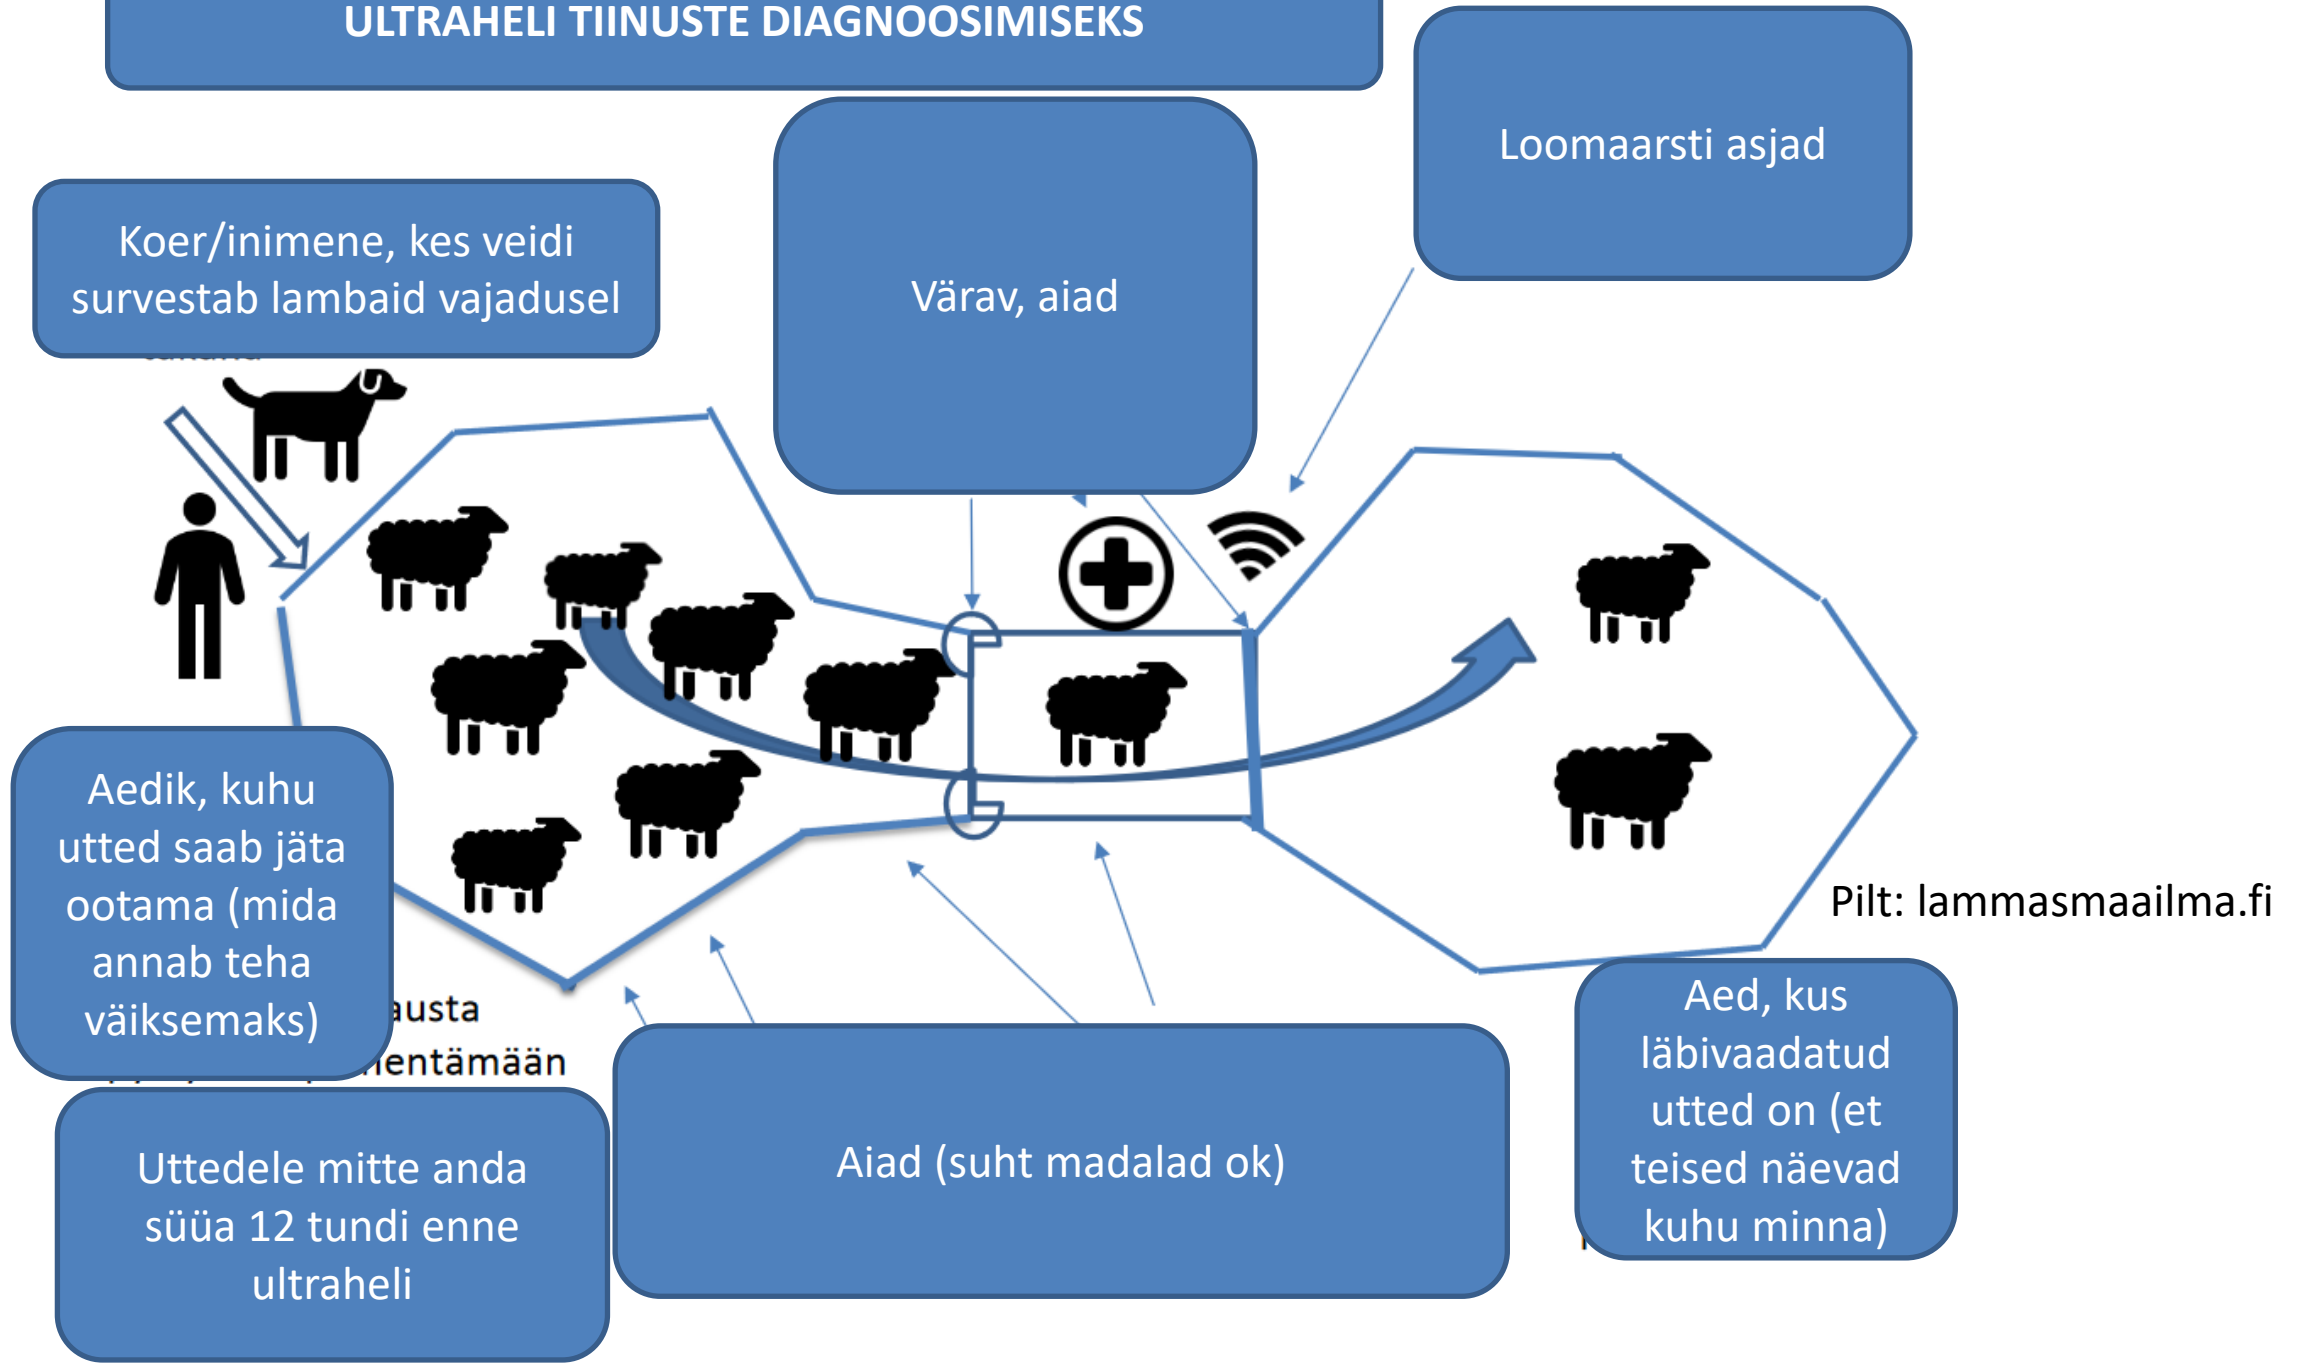 ULTRAHELI TIINUSTE DIAGNOOSIMISEKS
Loomaarsti asjad
Koer/inimene, kes veidi
survestab lambaid vajadusel
Värav, aiad
Aedik, kuhu
utted saab jäta
ootama (mida
annab teha
väiksemaks)
Pilt: lammasmaailma.fi
austa
entämään
Aed, kus
läbivaadatud
utted on (et
teised näevad
kuhu minna)
Uttedele mitte anda
süüa 12 tundi enne
ultraheli
Aiad (suht madalad ok)